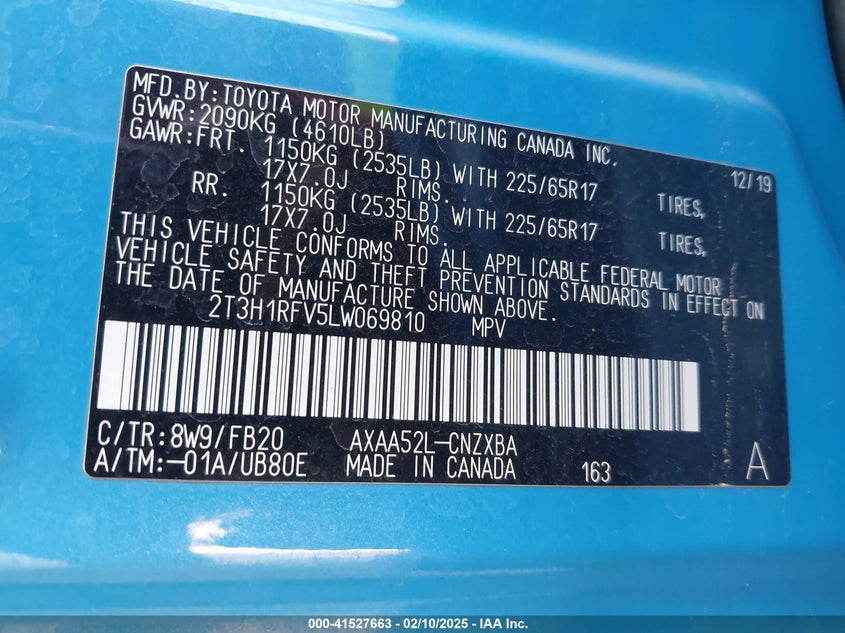 MFD.BY:TOYOTA MOTOR MANUFACTURING CANADA INC.
GVWR:2090KG (4610LB) 12/19
GAWR:FRT. 1150KG (2535LB) WITH 225/65R17 TIRES,
17X7.0J RIMS.
RR. 1150KG (2535LB) WITH 225/65R17 TIRES,
17X7.0J RIMS.
THIS VEHICLE CONFORMS TO ALL APPLICABLE FEDERAL MOTOR
VEHICLE SAFETY AND THEFT PREVENTION STANDARDS IN EFFECT ON
THE DATE OF MANUFACTURE SHOWN ABOVE.
2T3H1RFV5LW069810 MPV
C/TR:8W9/FB20 AXAA52L-CNZXBA
A/TM:-01A/UB80E MADE IN CANADA 163 A
000-41527663 - 02/10/2025 - IAA Inc.